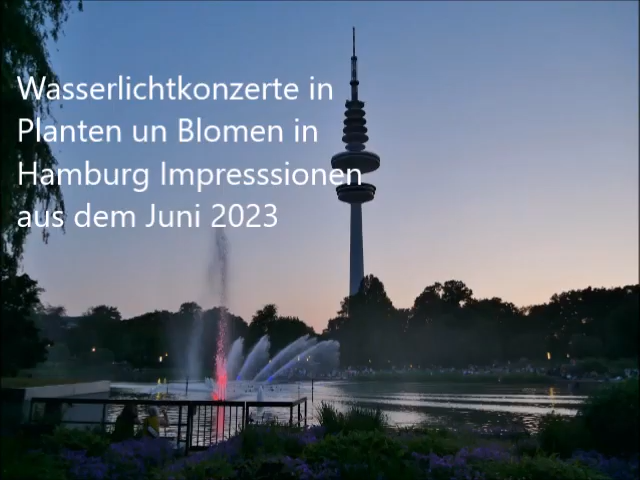 Wasserlichtkonzerte in
Planten un Blomen in
Hamburg Impresssionen
aus dem Juni 2023